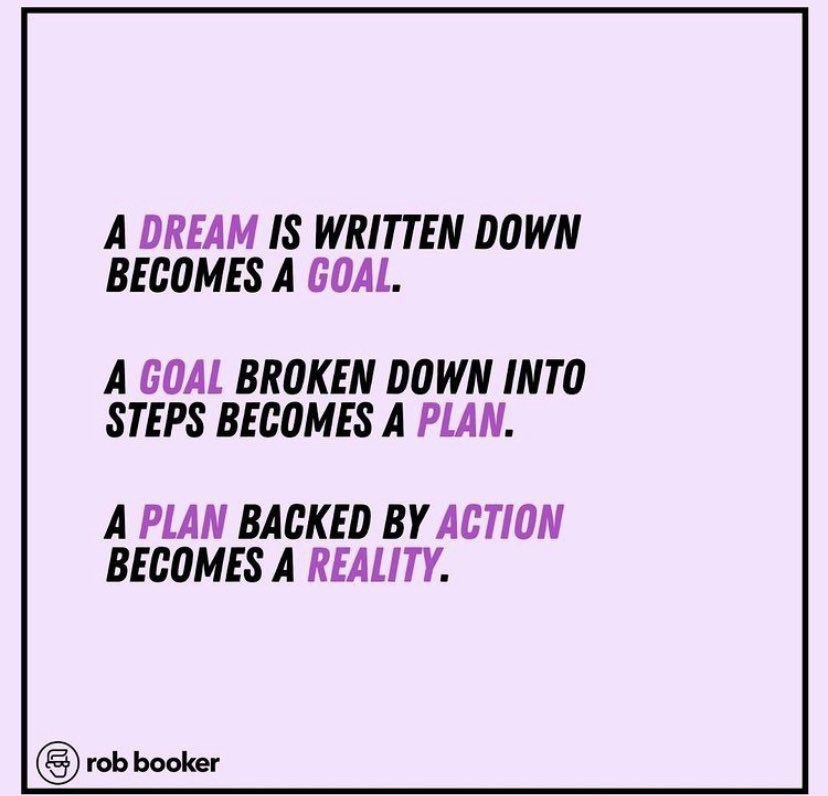 A DREAM IS WRITTEN DOWN
BECOMES A GOAL.
A GOAL BROKEN DOWN INTO
STEPS BECOMES A PLAN.
A PLAN BACKED BY ACTION
BECOMES A REALITY.
rob booker